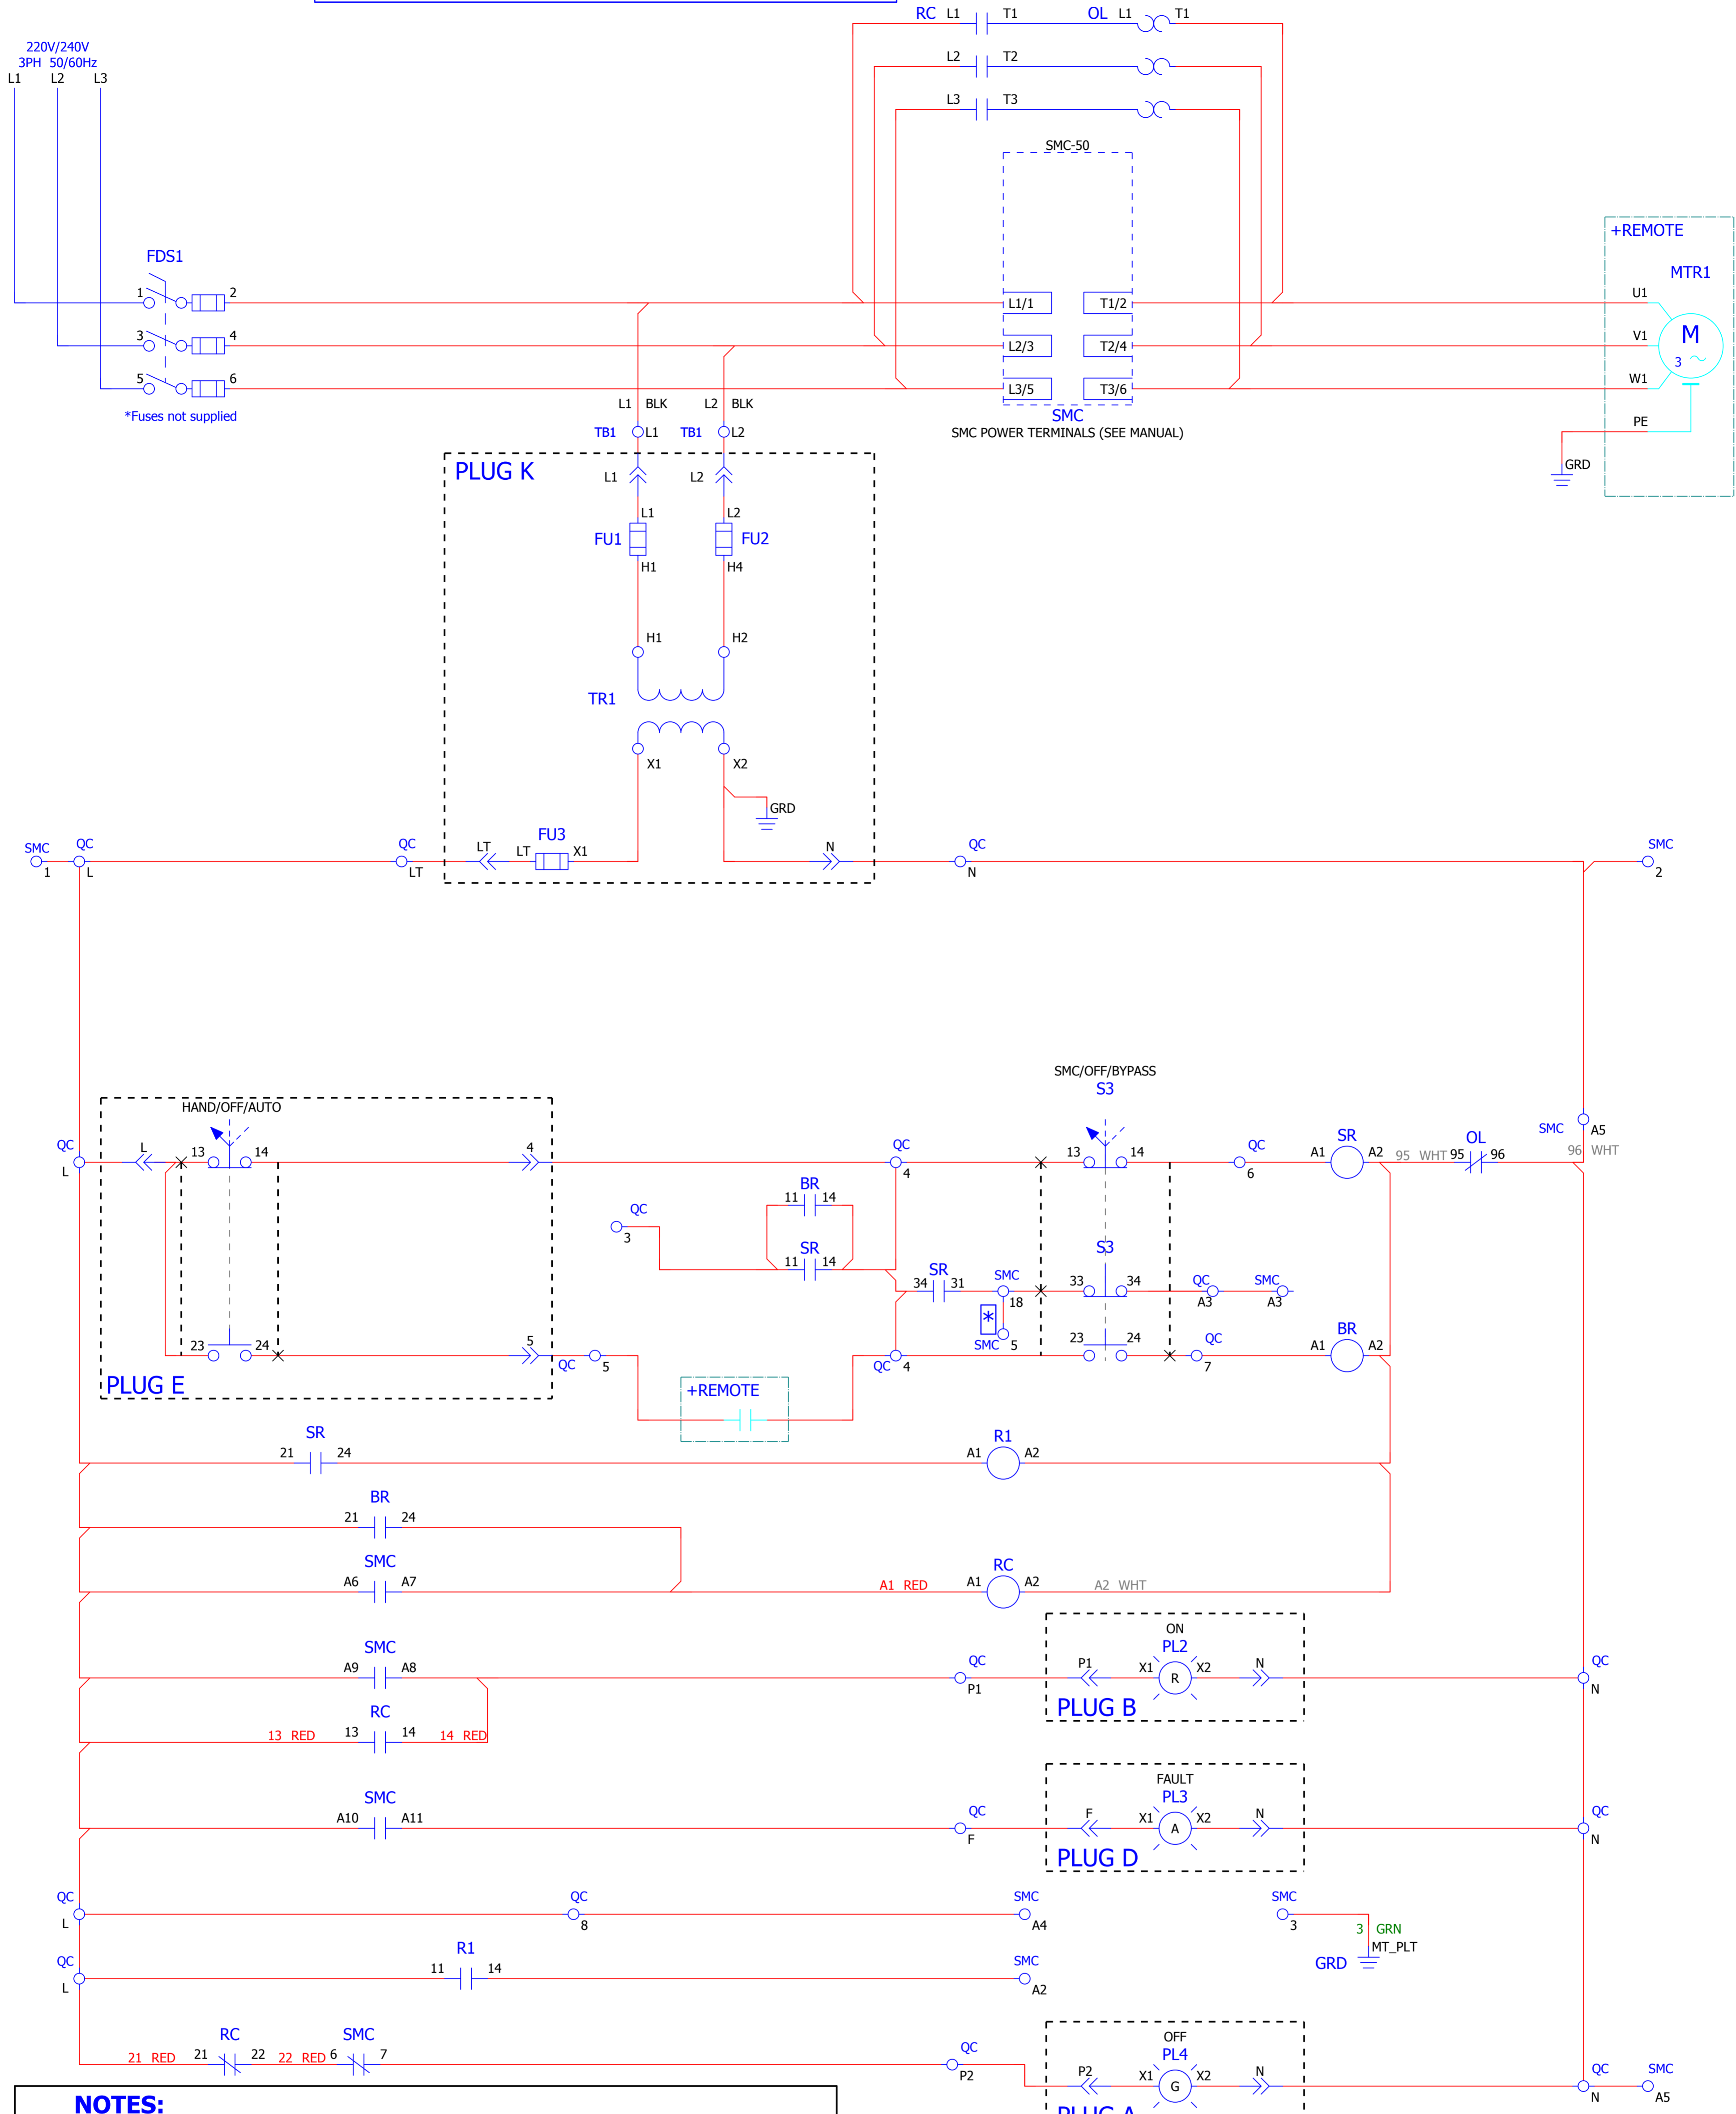 RC L1 T1 OL L1 T1
220V/240V
3PH 50/60Hz
L1 L2 L3
L2 T2
L3 T3
SMC-50
+REMOTE
MTR1
FDS1
1 2 L1/1 T1/2 U1
3 4 L2/3 T2/4 V1
M
3
5 6 L3/5 T3/6 W1
*Fuses not supplied
L1 BLK L2 BLK
SMC
PE
TB1 L1 TB1 L2
SMC POWER TERMINALS (SEE MANUAL)
GRD
PLUG K
L1 L2
L1 L2
FU1 FU2
H1 H4
H1 H2
TR1
X1 X2
GRD
FU3
SMC QC QC LT LT X1 N QC SMC
1 L LT N 2
SMC/OFF/BYPASS
S3
HAND/OFF/AUTO
SMC A5
QC L 13 14 4 QC 13 14 QC A1 SR A2 95 WHT 95 OL 96 96 WHT
L 4 6
BR
11 14
QC
3
SR
11 14
S3
SR
34 31 SMC 33 34 QC SMC
18 A3 A3
*
23 24 5 QC 5 QC 4 SMC 5 23 24 QC 7 A1 BR A2
PLUG E
+REMOTE
SR R1
21 24 A1 A2
BR
21 24
SMC RC
A6 A7 A1 RED A1 A2 A2 WHT
ON
SMC PL2
A9 A8 QC P1 X1 R X2 N QC
P1 N
PLUG B
RC
13 RED 13 14 14 RED
FAULT
SMC PL3
A10 A11 QC F X1 A X2 N QC
F N
PLUG D
QC QC SMC SMC
L 8 A4 3
3 GRN
MT_PLT
GRD
QC R1 SMC
L 11 14 A2
OFF
RC SMC PL4
21 RED 21 22 22 RED 6 7 QC P2 X1 G X2 N QC SMC
P2 N A5
NOTES:
PLUG A